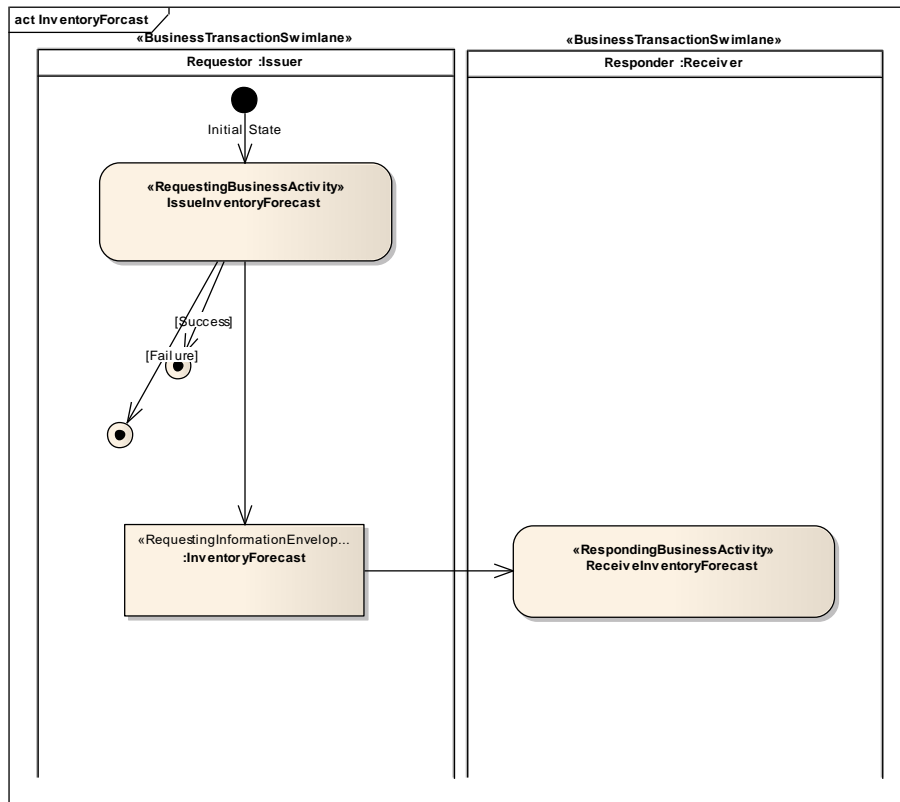 act InventoryForcast
«BusinessTransactionSwimlane»
Requestor :Issuer
«BusinessTransactionSwimlane»
Responder :Receiver
Initial State
«RequestingBusinessActivity»
IssueInventoryForecast
[Success]
[Failure]
«RequestingInformationEnvelop...
:InventoryForecast
«RespondingBusinessActivity»
ReceiveInventoryForecast